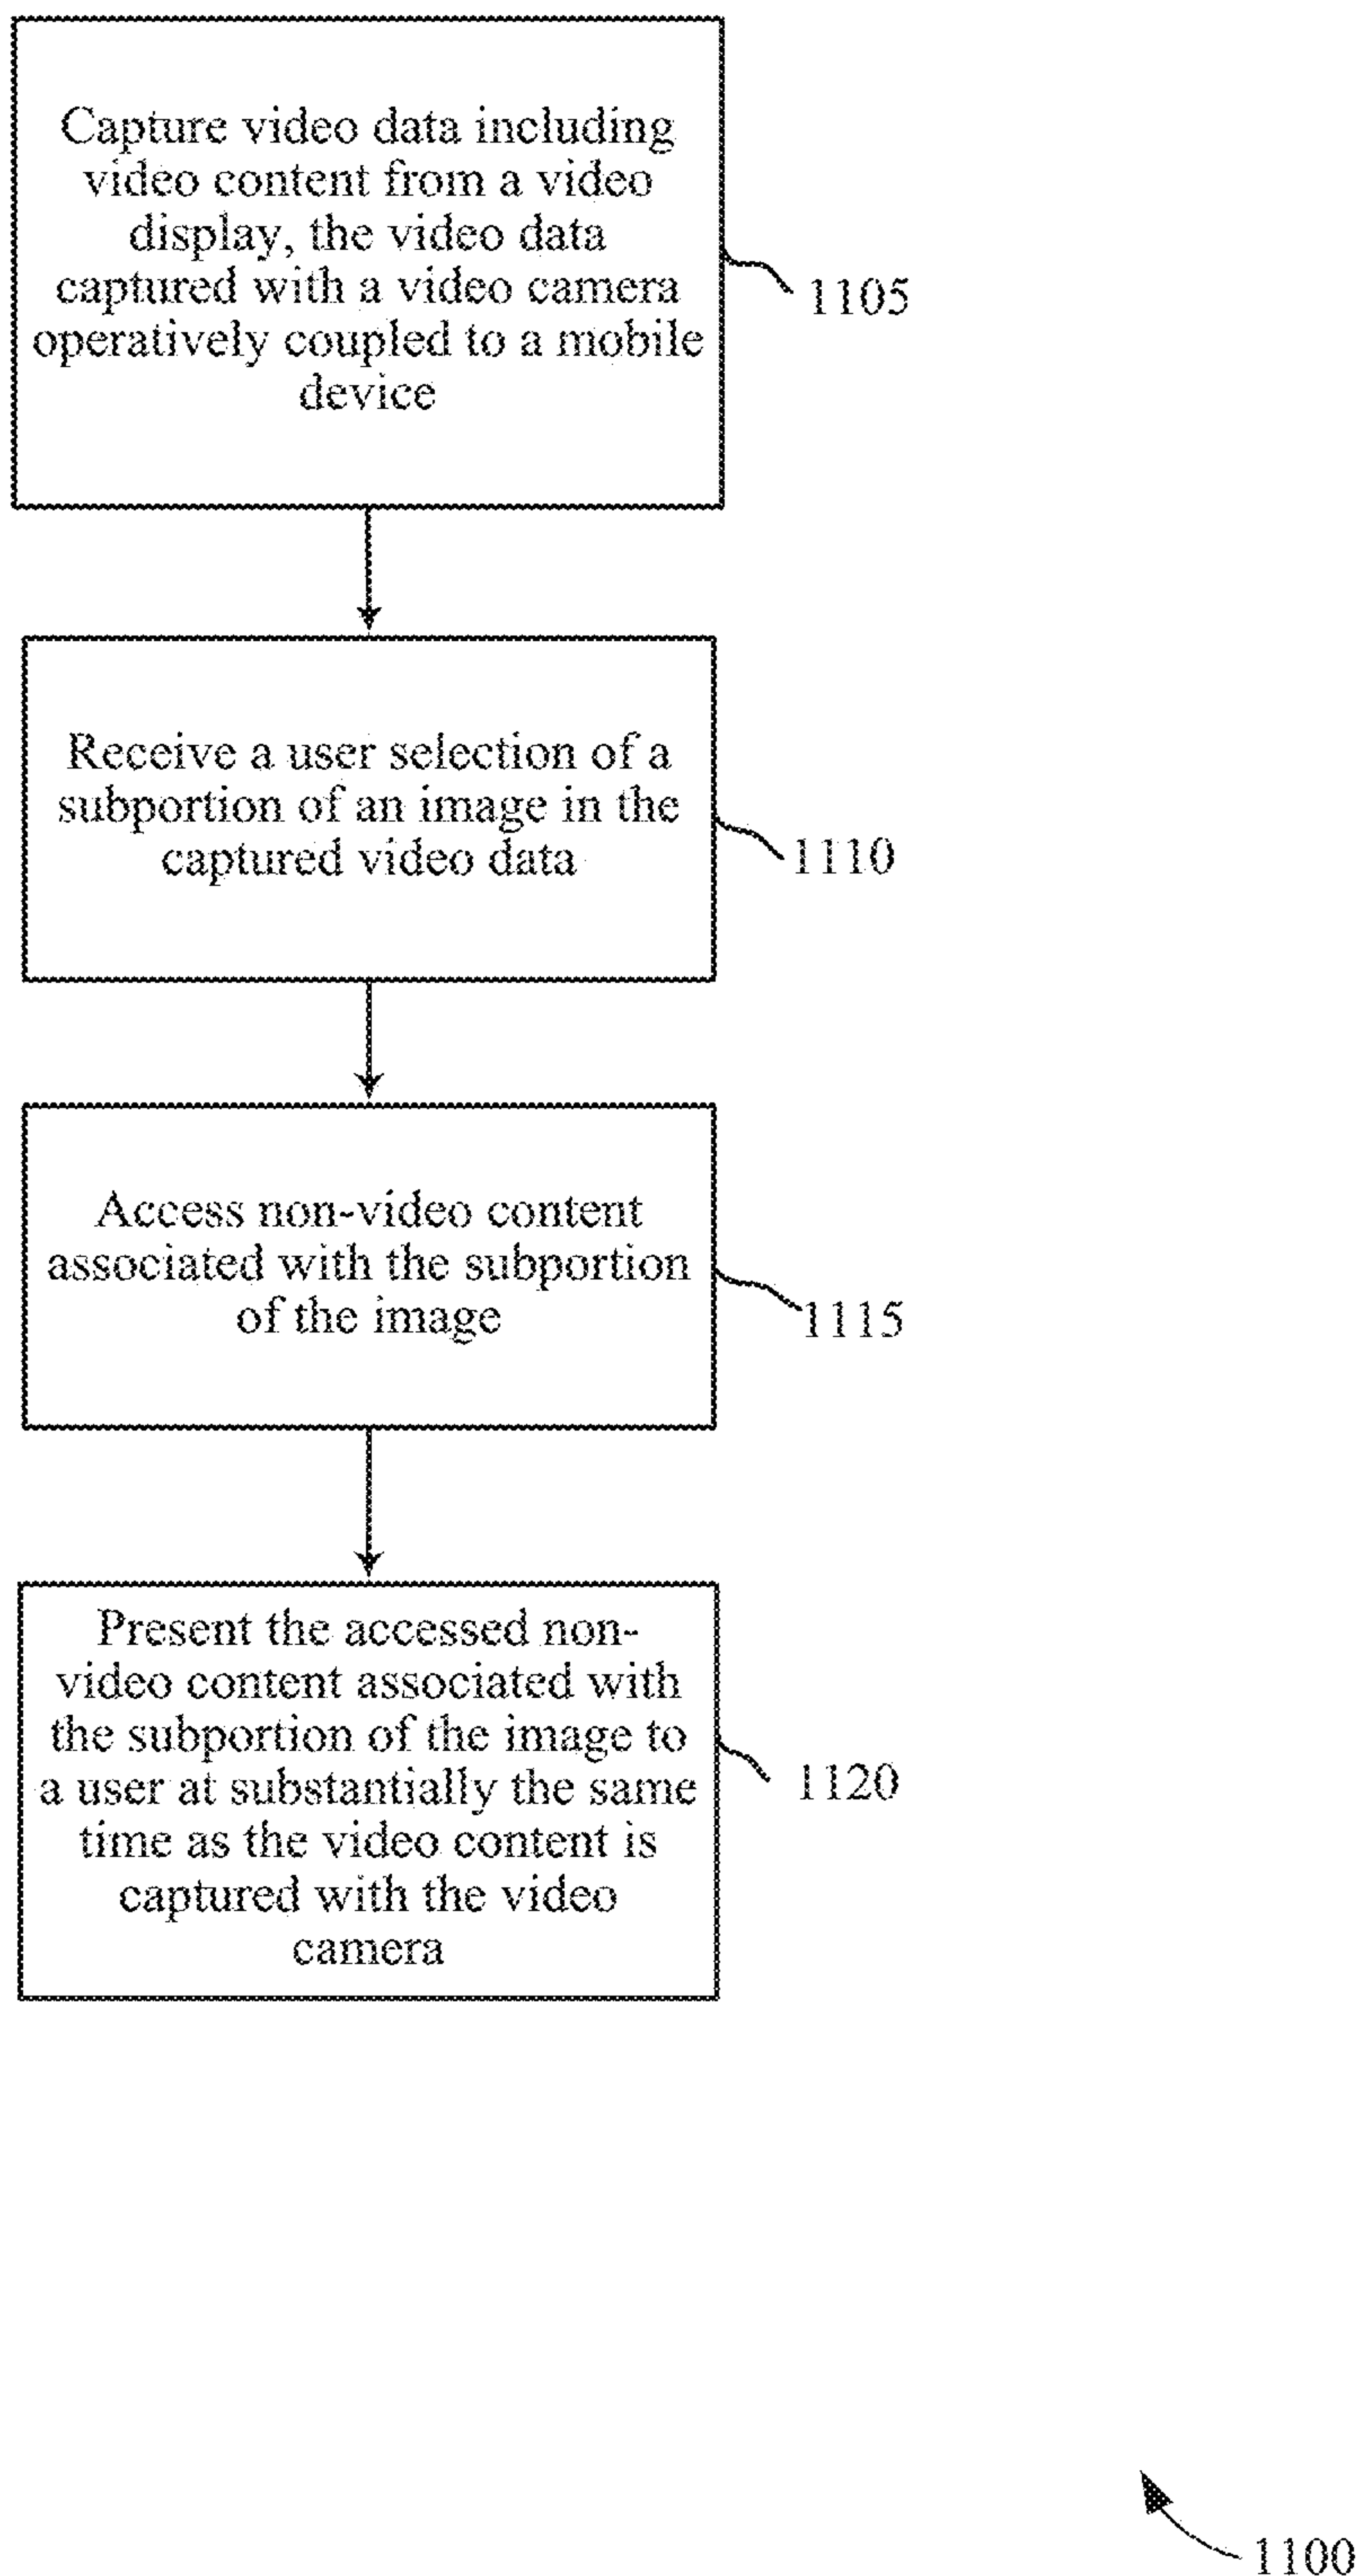 Capture video data including
video content from a video
display, the video data
captured with a video camera
operatively coupled to a mobile
device
1105
Receive a user selection of a
subportion of an image in the
captured video data
1110
Access non-video content
associated with the subportion
of the image
1115
Present the accessed non-
video content associated with
the subportion of the image to
a user at substantially the same
time as the video content is
captured with the video
camera
1120
1100